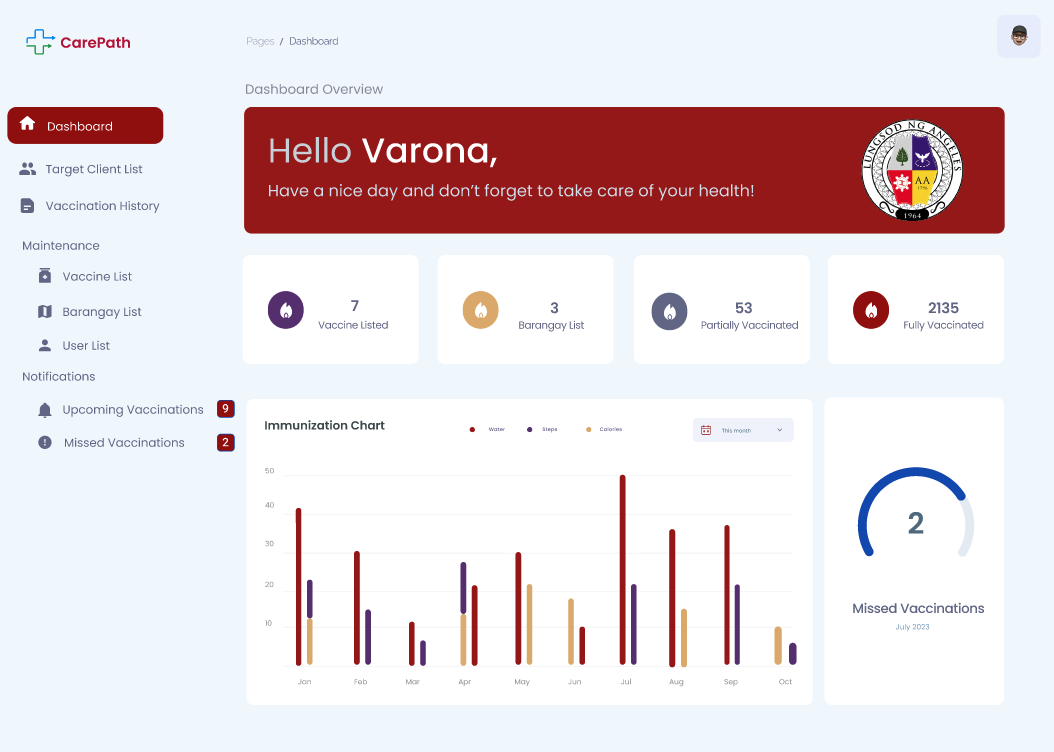 CarePath
Pages / Dashboard
Dashboard Overview
Dashboard
Target Client List
Vaccination History
Maintenance
Vaccine List
Barangay List
User List
Notifications
Upcoming Vaccinations 9
Missed Vaccinations 2
Hello Varona,
Have a nice day and don't forget to take care of your health!
LUNGSOD NG ANGELES
AA
1796
1964
7
Vaccine Listed
3
Barangay List
53
Partially Vaccinated
2135
Fully Vaccinated
Immunization Chart
Water Steps Calories
This month
50
40
30
20
10
Jan Feb Mar Apr May Jun Jul Aug Sep Oct
2
Missed Vaccinations
July 2023